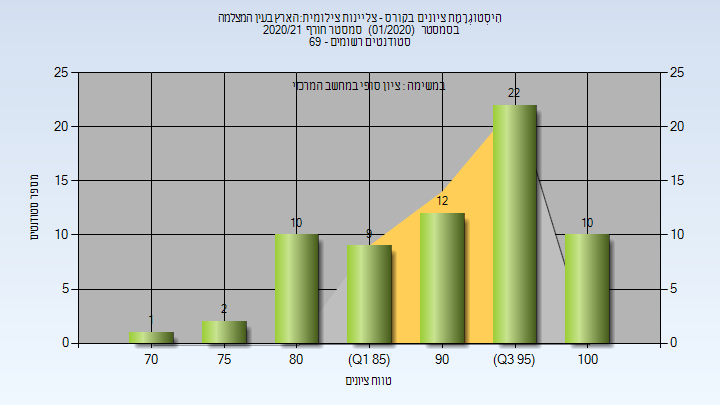 הִיסְטוֹגְרָמַת ציונים בקורס - צליינות צילומית:הארץ בעין המצלמה
בסמסטר (01/2020) סמסטר חורף 2020/21
סטודנטים רשומים - 69
במשימה : ציון סופי במחשב המרכזי
25 25
20 20
15 15
10 10
5 5
0 0
1 2 10 9 12 22 10
מספר סטודנטים
70 75 80 (Q1 85) 90 (Q3 95) 100
טווח ציונים